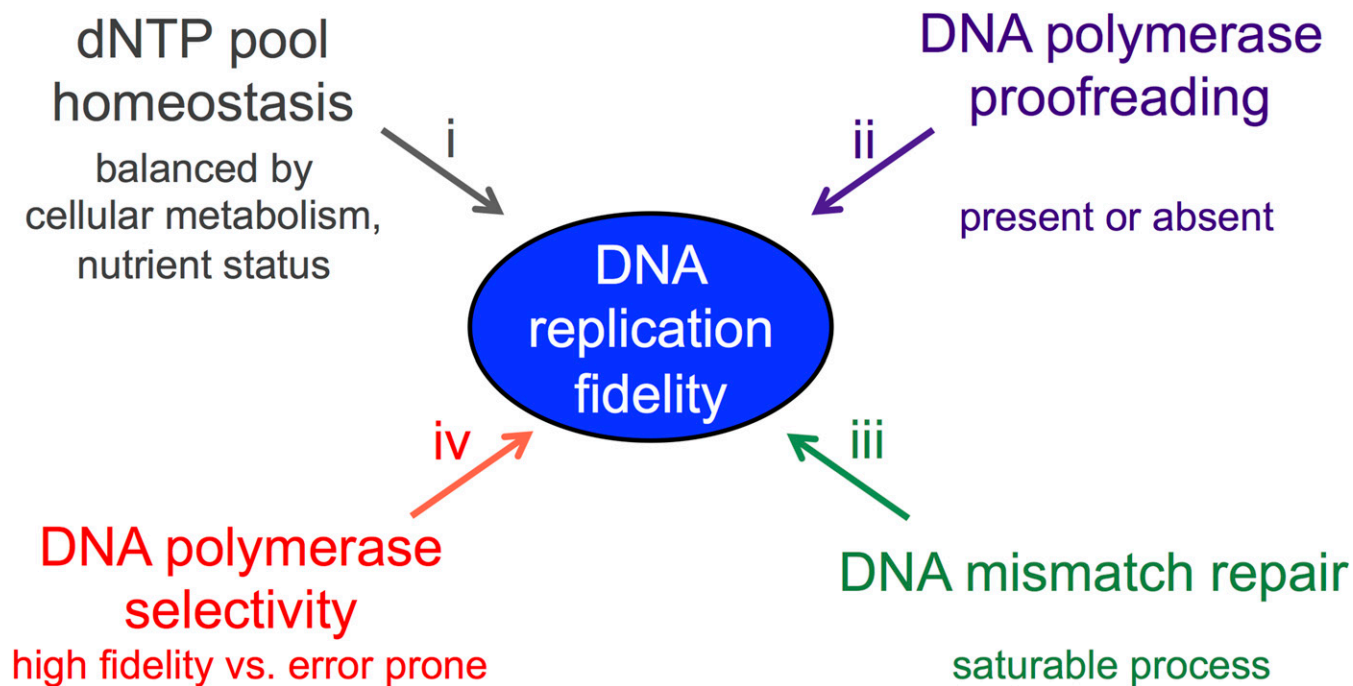 dNTP pool
homeostasis
balanced by
cellular metabolism,
nutrient status
i
DNA polymerase
proofreading
present or absent
ii
DNA
replication
fidelity
iv
DNA polymerase
selectivity
high fidelity vs. error prone
iii
DNA mismatch repair
saturable process